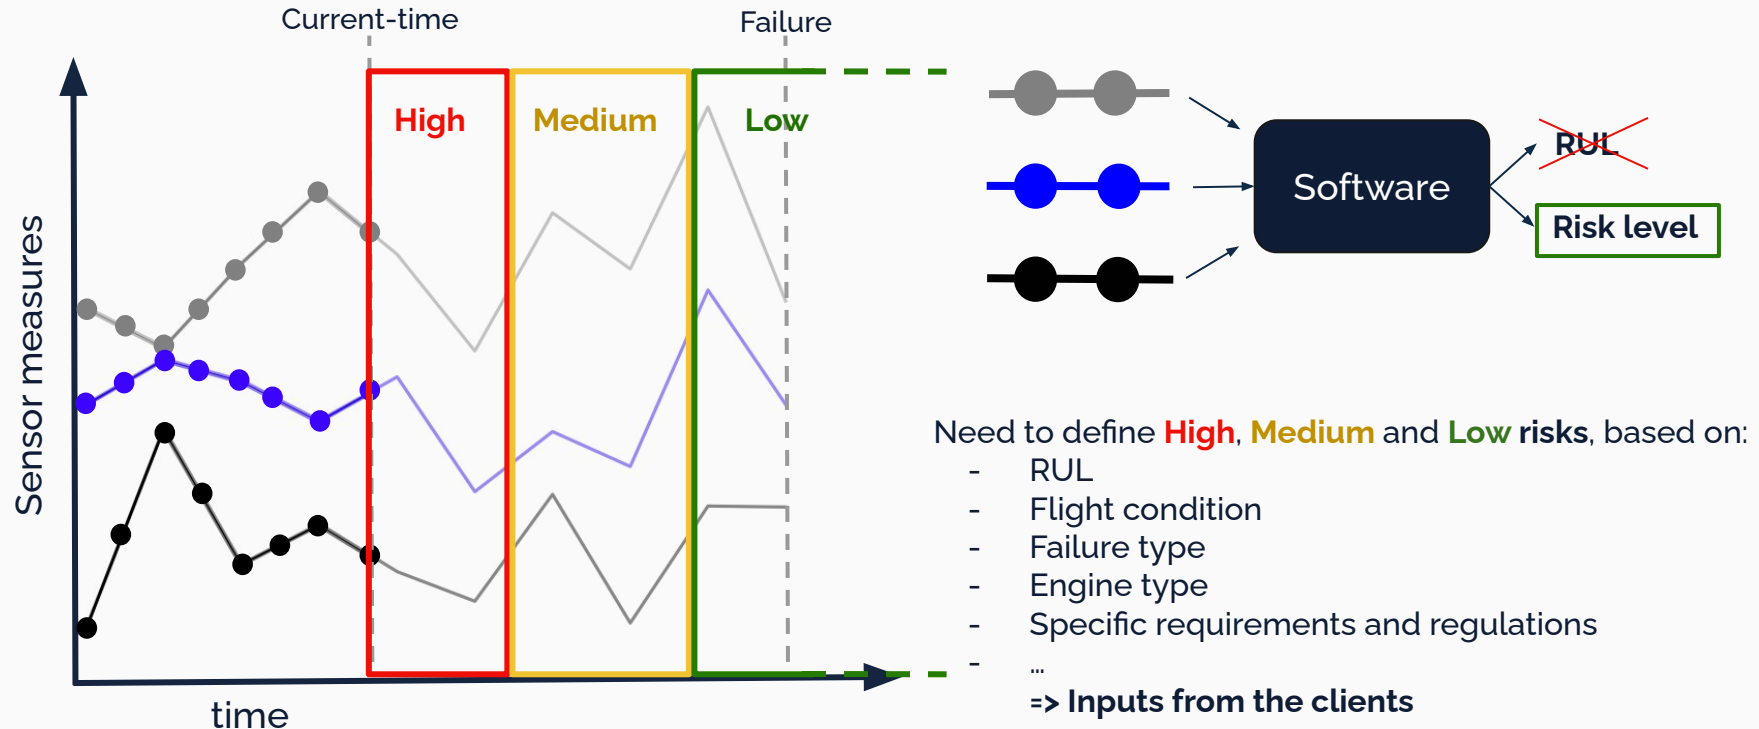 Current-time
Failure
High
Medium
Low
Sensor measures
time
Software
RUL
Risk level
Need to define High, Medium and Low risks, based on:
- RUL
- Flight condition
- Failure type
- Engine type
- Specific requirements and regulations
- ...
=> Inputs from the clients